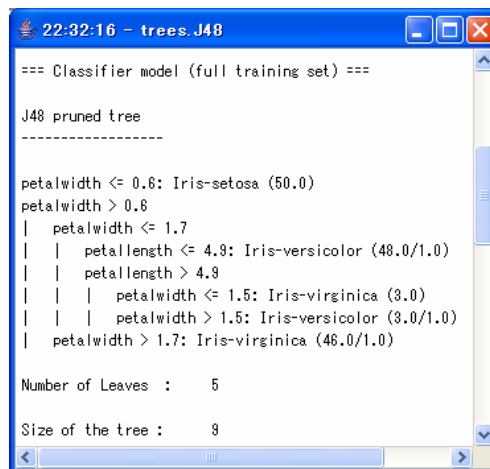 22:32:16 - trees.J48
=== Classifier model (full training set) ===
J48 pruned tree
------------------
petalwidth <= 0.6: Iris-setosa (50.0)
petalwidth > 0.6
|   petalwidth <= 1.7
|   |   petallength <= 4.9: Iris-versicolor (48.0/1.0)
|   |   petallength > 4.9
|   |   |   petalwidth <= 1.5: Iris-virginica (3.0)
|   |   |   petalwidth > 1.5: Iris-versicolor (3.0/1.0)
|   petalwidth > 1.7: Iris-virginica (46.0/1.0)
Number of Leaves  :     5
Size of the tree :     9